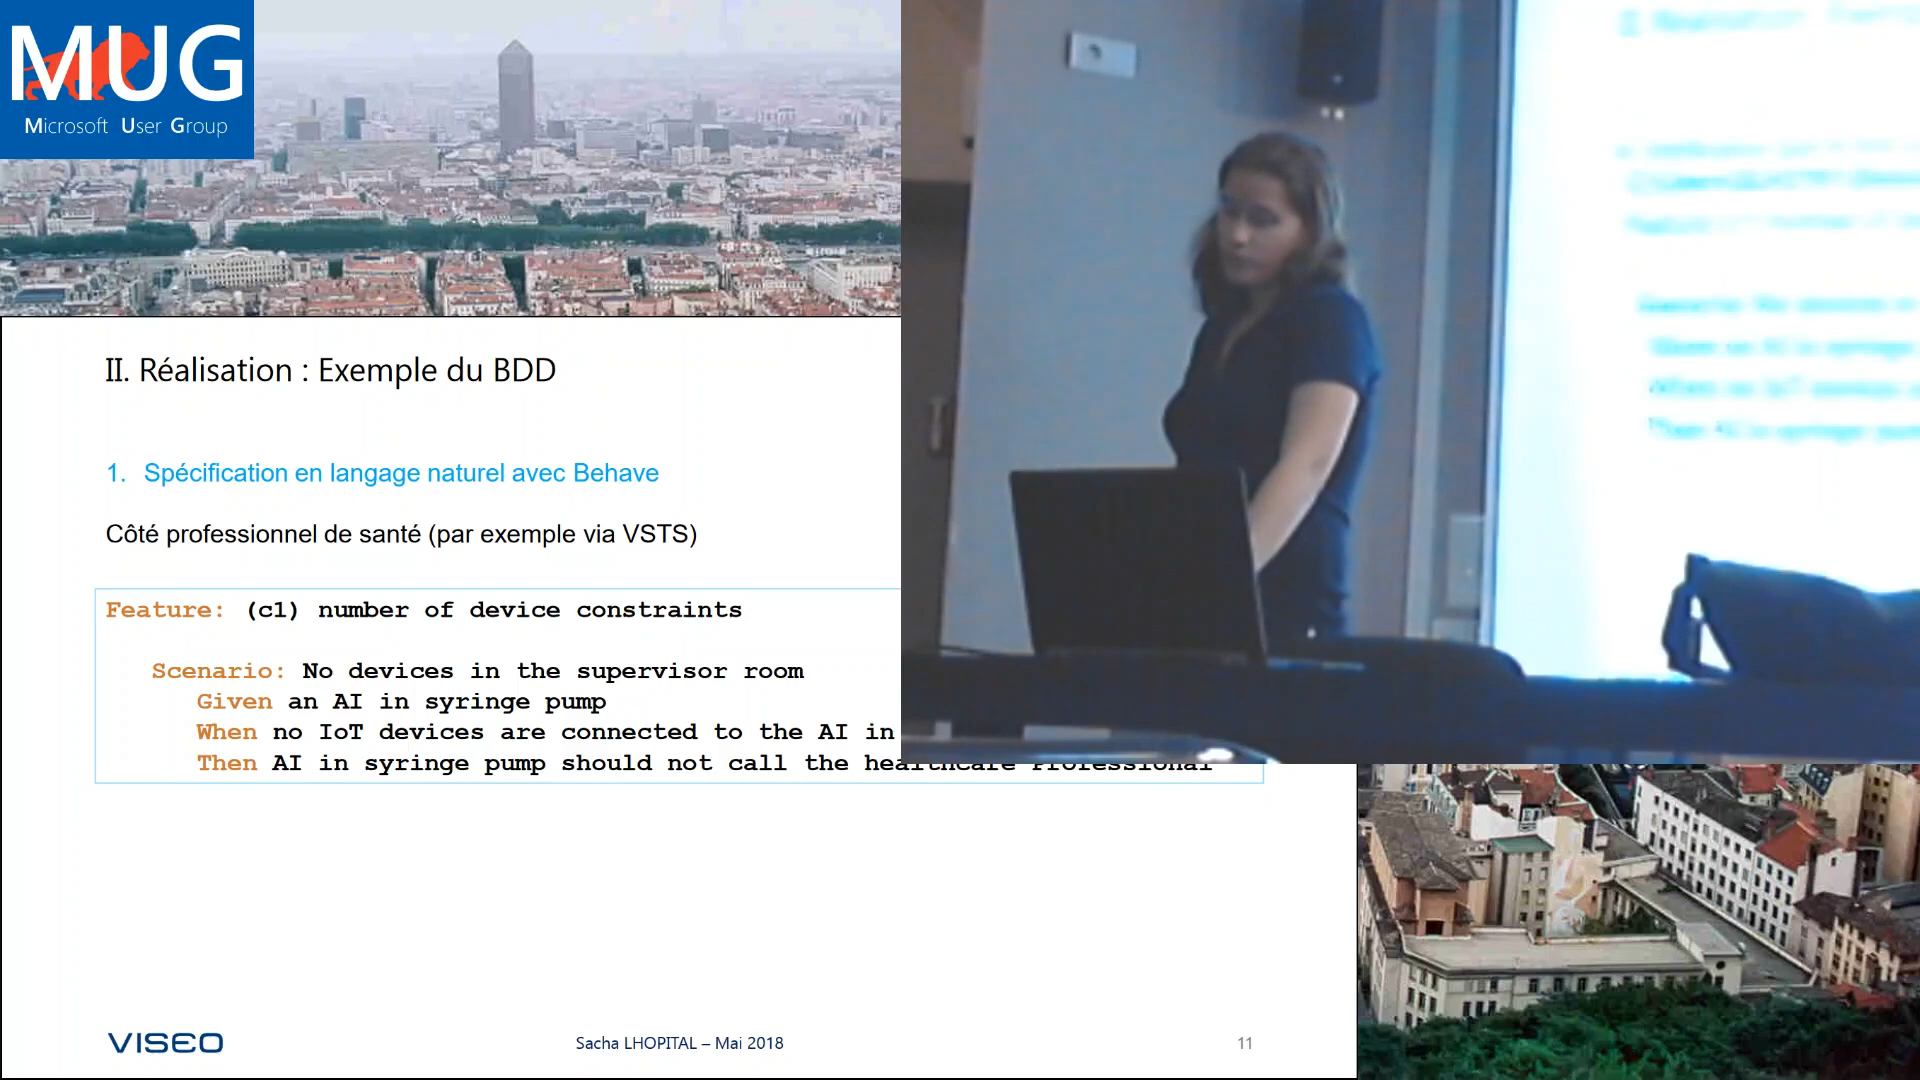 MUG
Microsoft User Group
II. Réalisation : Exemple du BDD
1. Spécification en langage naturel avec Behave
Côté professionnel de santé (par exemple via VSTS)
Feature: (c1) number of device constraints
Scenario: No devices in the supervisor room
Given an AI in syringe pump
When no IoT devices are connected to the AI in
Then AI in syringe pump should not call the healthcare Professional
VISEO
Sacha LHOPITAL – Mai 2018
11